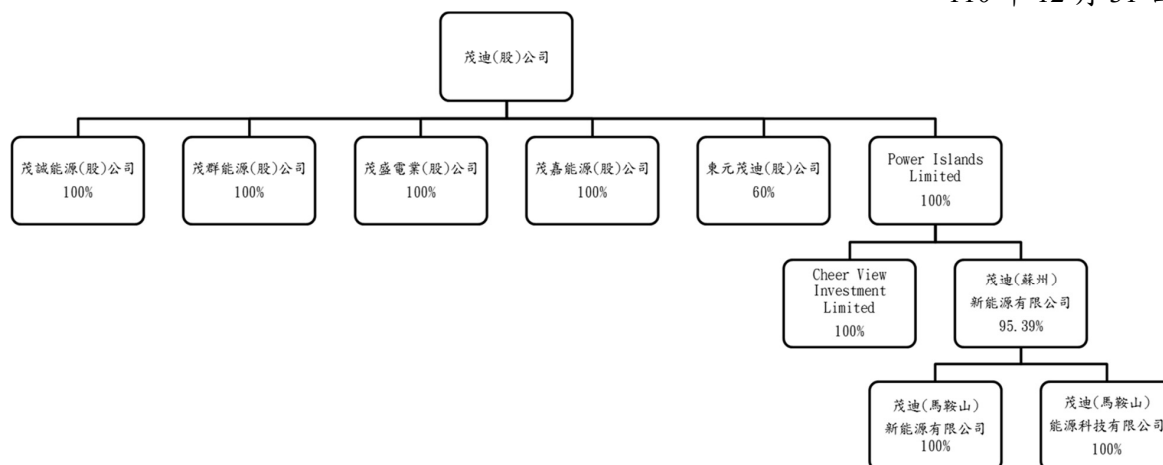 茂迪(股)公司
茂誠能源(股)公司
100%
茂群能源(股)公司
100%
茂盛電業(股)公司
100%
茂嘉能源(股)公司
100%
東元茂迪(股)公司
60%
Power Islands
Limited
100%
Cheer View
Investment
Limited
100%
茂迪(蘇州)
新能源有限公司
95.39%
茂迪(馬鞍山)
新能源有限公司
100%
茂迪(馬鞍山)
能源科技有限公司
100%